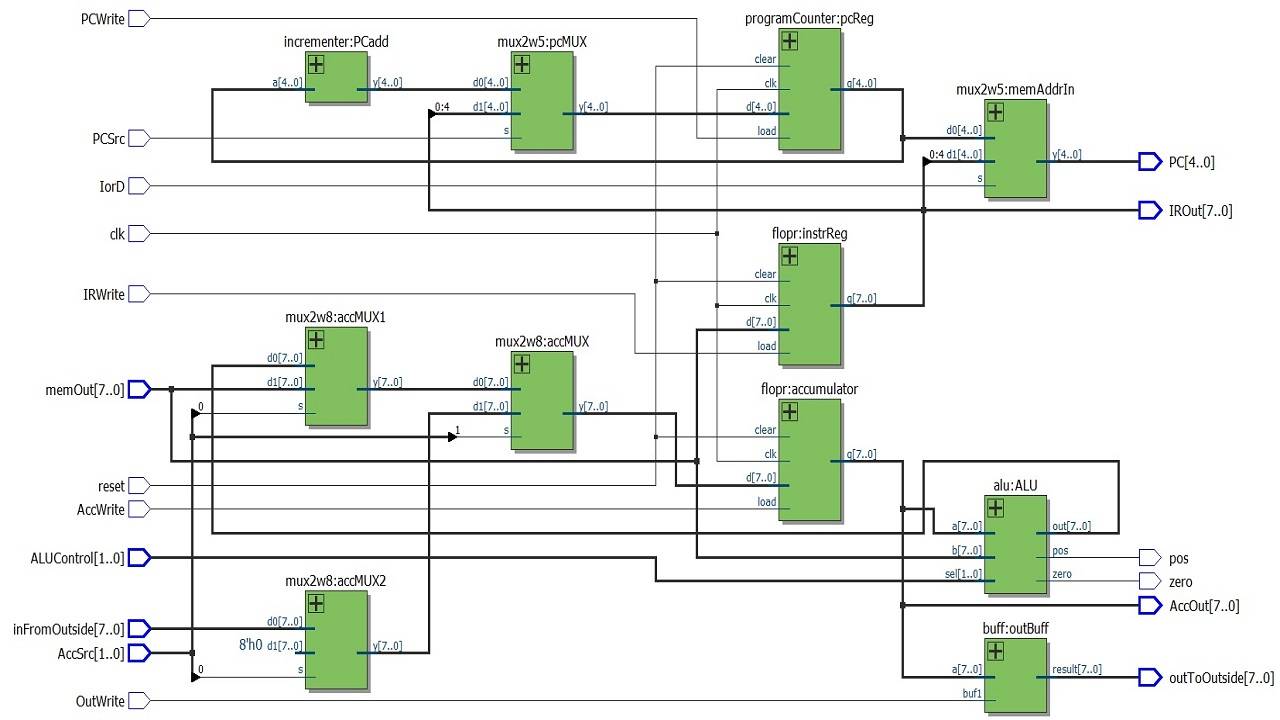 PCWrite
programCounter:pcReg
incrementer:PCadd
mux2w5:pcMUX
clear
a[4..0]
y[4..0]
d0[4..0]
clk
q[4..0]
mux2w5:memAddrIn
0:4
d1[4..0]
y[4..0]
d[4..0]
PCSrc
s
load
d0[4..0]
0:4
d1[4..0]
y[4..0]
PC[4..0]
IorD
s
IROut[7..0]
clk
flopr:instrReg
clear
IRWrite
clk
q[7..0]
mux2w8:accMUX1
d[7..0]
mux2w8:accMUX
load
d0[7..0]
memOut[7..0]
d1[7..0]
y[7..0]
d0[7..0]
flopr:accumulator
0
s
d1[7..0]
y[7..0]
1
s
clear
clk
q[7..0]
reset
d[7..0]
alu:ALU
AccWrite
load
a[7..0]
out[7..0]
ALUControl[1..0]
b[7..0]
pos
pos
mux2w8:accMUX2
sel[1..0]
zero
zero
AccOut[7..0]
inFromOutside[7..0]
d0[7..0]
buff:outBuff
AccSrc[1..0]
8'h0
d1[7..0]
y[7..0]
0
s
a[7..0]
result[7..0]
outToOutside[7..0]
OutWrite
buf1